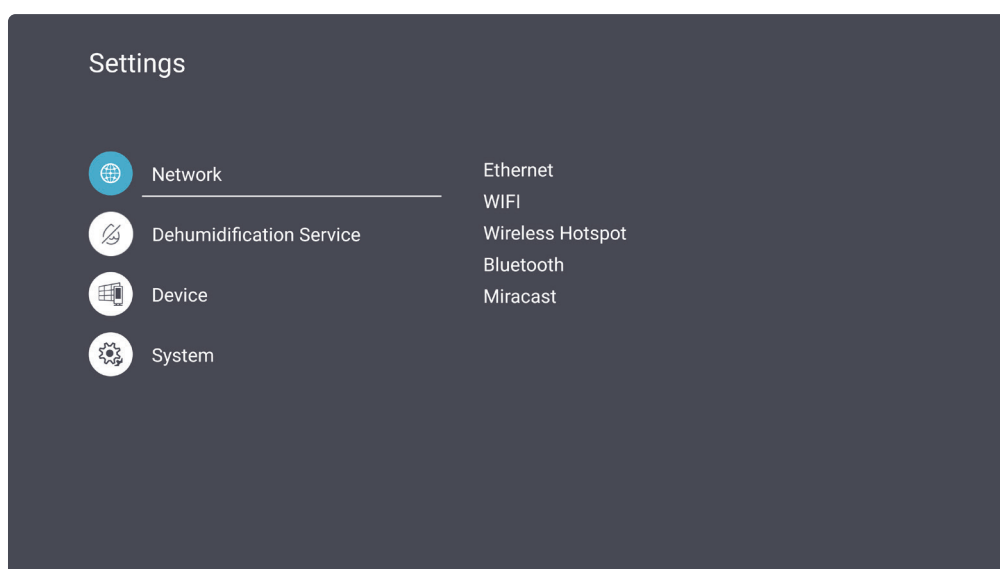 Settings
Network
Dehumidification Service
Device
System
Ethernet
WIFI
Wireless Hotspot
Bluetooth
Miracast